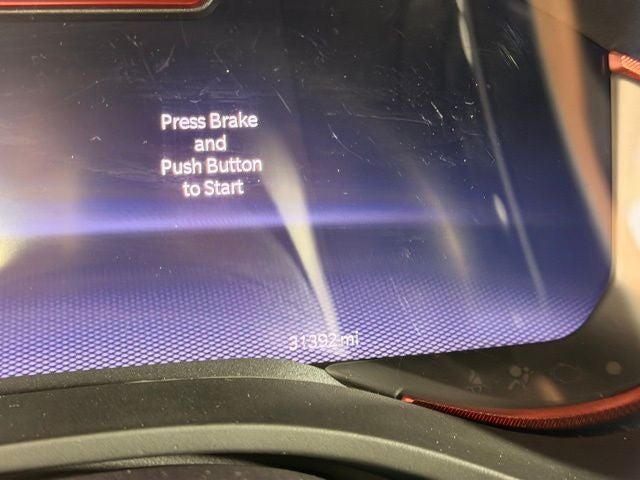 Press Brake
and
Push Button
to Start
31392 mi